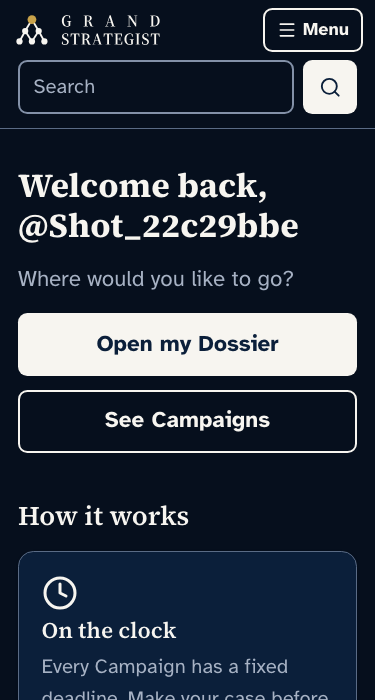 GRAND
STRATEGIST
Menu
Search
Welcome back,
@Shot_22c29bbe
Where would you like to go?
Open my Dossier
See Campaigns
How it works
On the clock
Every Campaign has a fixed
deadline. Make your case before